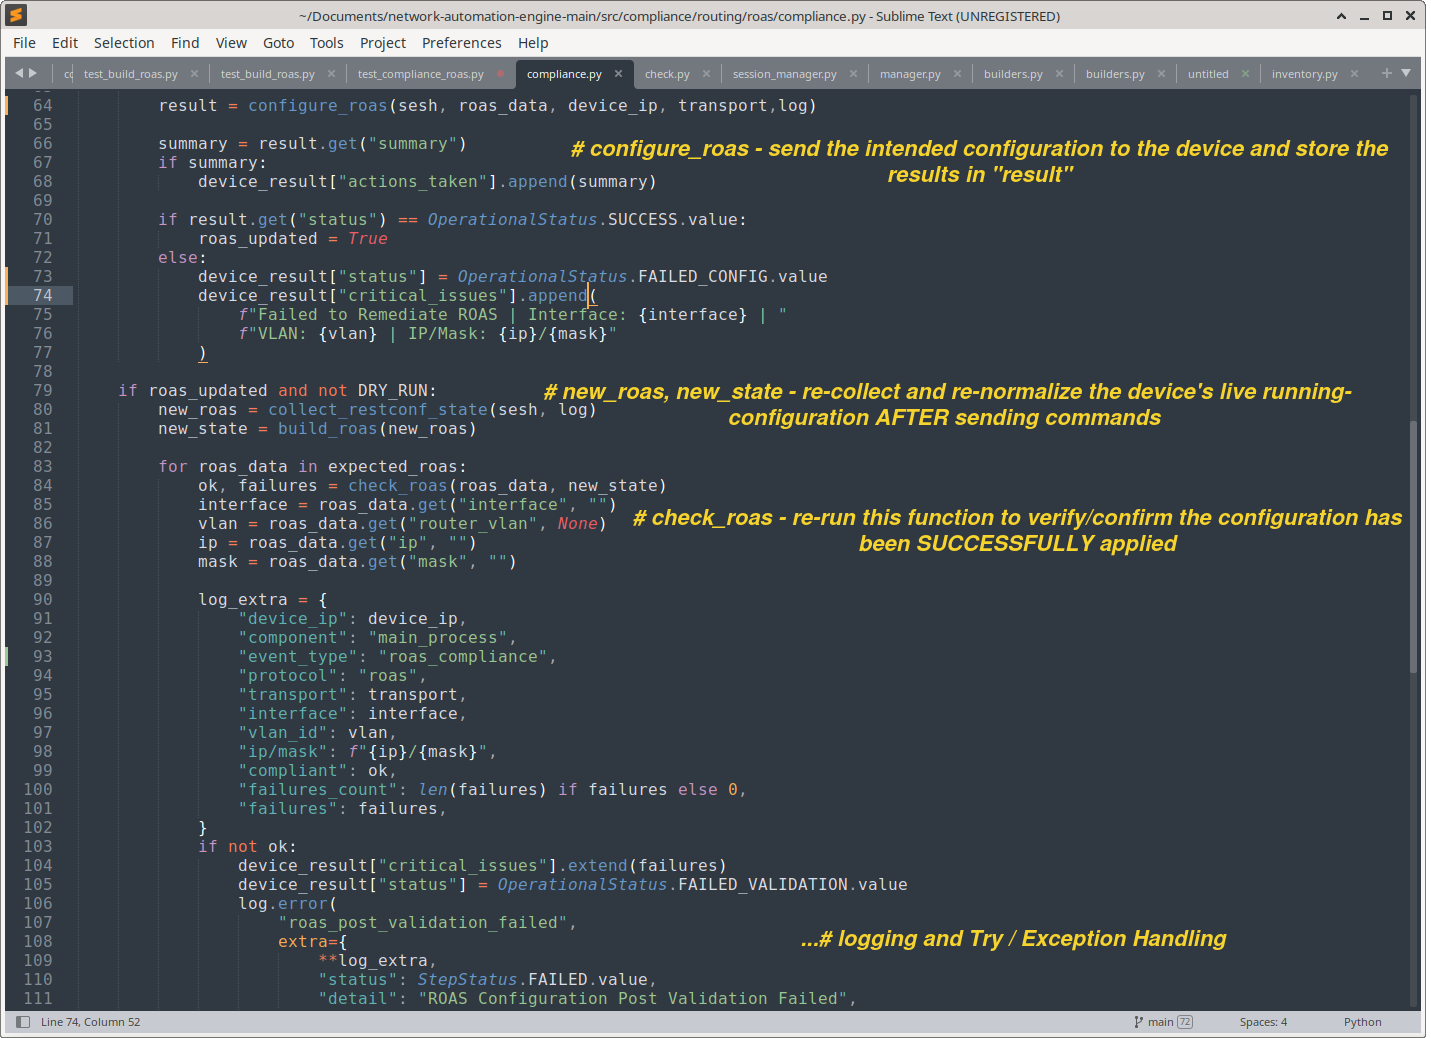 ~/Documents/network-automation-engine-main/src/compliance/routing/roas/compliance.py - Sublime Text (UNREGISTERED)
File Edit Selection Find View Goto Tools Project Preferences Help
test_build_roas.py test_build_roas.py test_compliance_roas.py compliance.py check.py session_manager.py manager.py builders.py builders.py untitled inventory.py
64 result = configure_roas(sesh, roas_data, device_ip, transport,log)
65
66 summary = result.get("summary")
# configure_roas - send the intended configuration to the device and store the
67 if summary:
results in "result"
68 device_result["actions_taken"].append(summary)
69
70 if result.get("status") == OperationalStatus.SUCCESS.value:
71 roas_updated = True
72 else:
73 device_result["status"] = OperationalStatus.FAILED_CONFIG.value
74 device_result["critical_issues"].append(
75 f"Failed to Remediate ROAS | Interface: {interface} | "
76 f"VLAN: {vlan} | IP/Mask: {ip}/{mask}"
77 )
78
79 if roas_updated and not DRY_RUN:
# new_roas, new_state - re-collect and re-normalize the device's live running-
80 new_roas = collect_restconf_state(sesh, log)
configuration AFTER sending commands
81 new_state = build_roas(new_roas)
82
83 for roas_data in expected_roas:
84 ok, failures = check_roas(roas_data, new_state)
85 interface = roas_data.get("interface", "")
86 vlan = roas_data.get("router_vlan", None)
# check_roas - re-run this function to verify/confirm the configuration has
87 ip = roas_data.get("ip", "")
been SUCCESSFULLY applied
88 mask = roas_data.get("mask", "")
89
90 log_extra = {
91 "device_ip": device_ip,
92 "component": "main_process",
93 "event_type": "roas_compliance",
94 "protocol": "roas",
95 "transport": transport,
96 "interface": interface,
97 "vlan_id": vlan,
98 "ip/mask": f"{ip}/{mask}",
99 "compliant": ok,
100 "failures_count": len(failures) if failures else 0,
101 "failures": failures,
102 }
103 if not ok:
104 device_result["critical_issues"].extend(failures)
105 device_result["status"] = OperationalStatus.FAILED_VALIDATION.value
106 log.error(
107 "roas_post_validation_failed",
108 extra={
...# logging and Try / Exception Handling
109 **log_extra,
110 "status": StepStatus.FAILED.value,
111 "detail": "ROAS Configuration Post Validation Failed",
Line 74, Column 52 main 72 Spaces: 4 Python